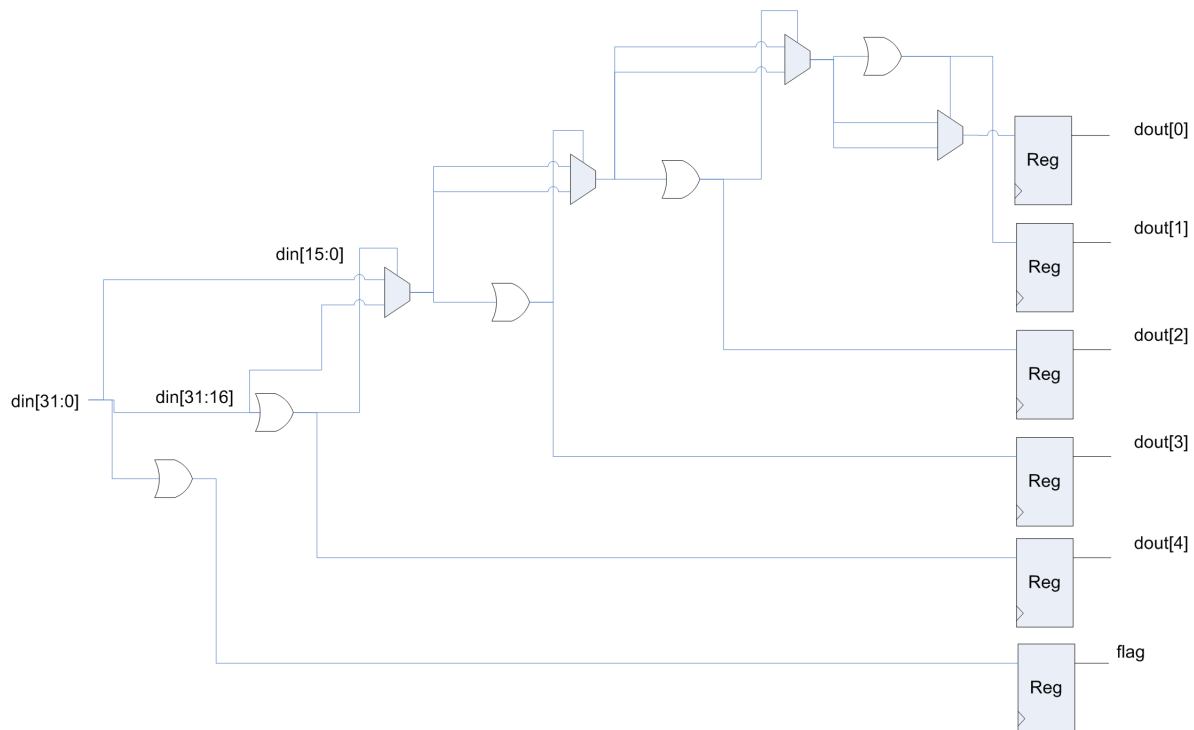 dout[0]
Reg
dout[1]
Reg
din[15:0]
dout[2]
Reg
din[31:16]
din[31:0]
dout[3]
Reg
dout[4]
Reg
flag
Reg